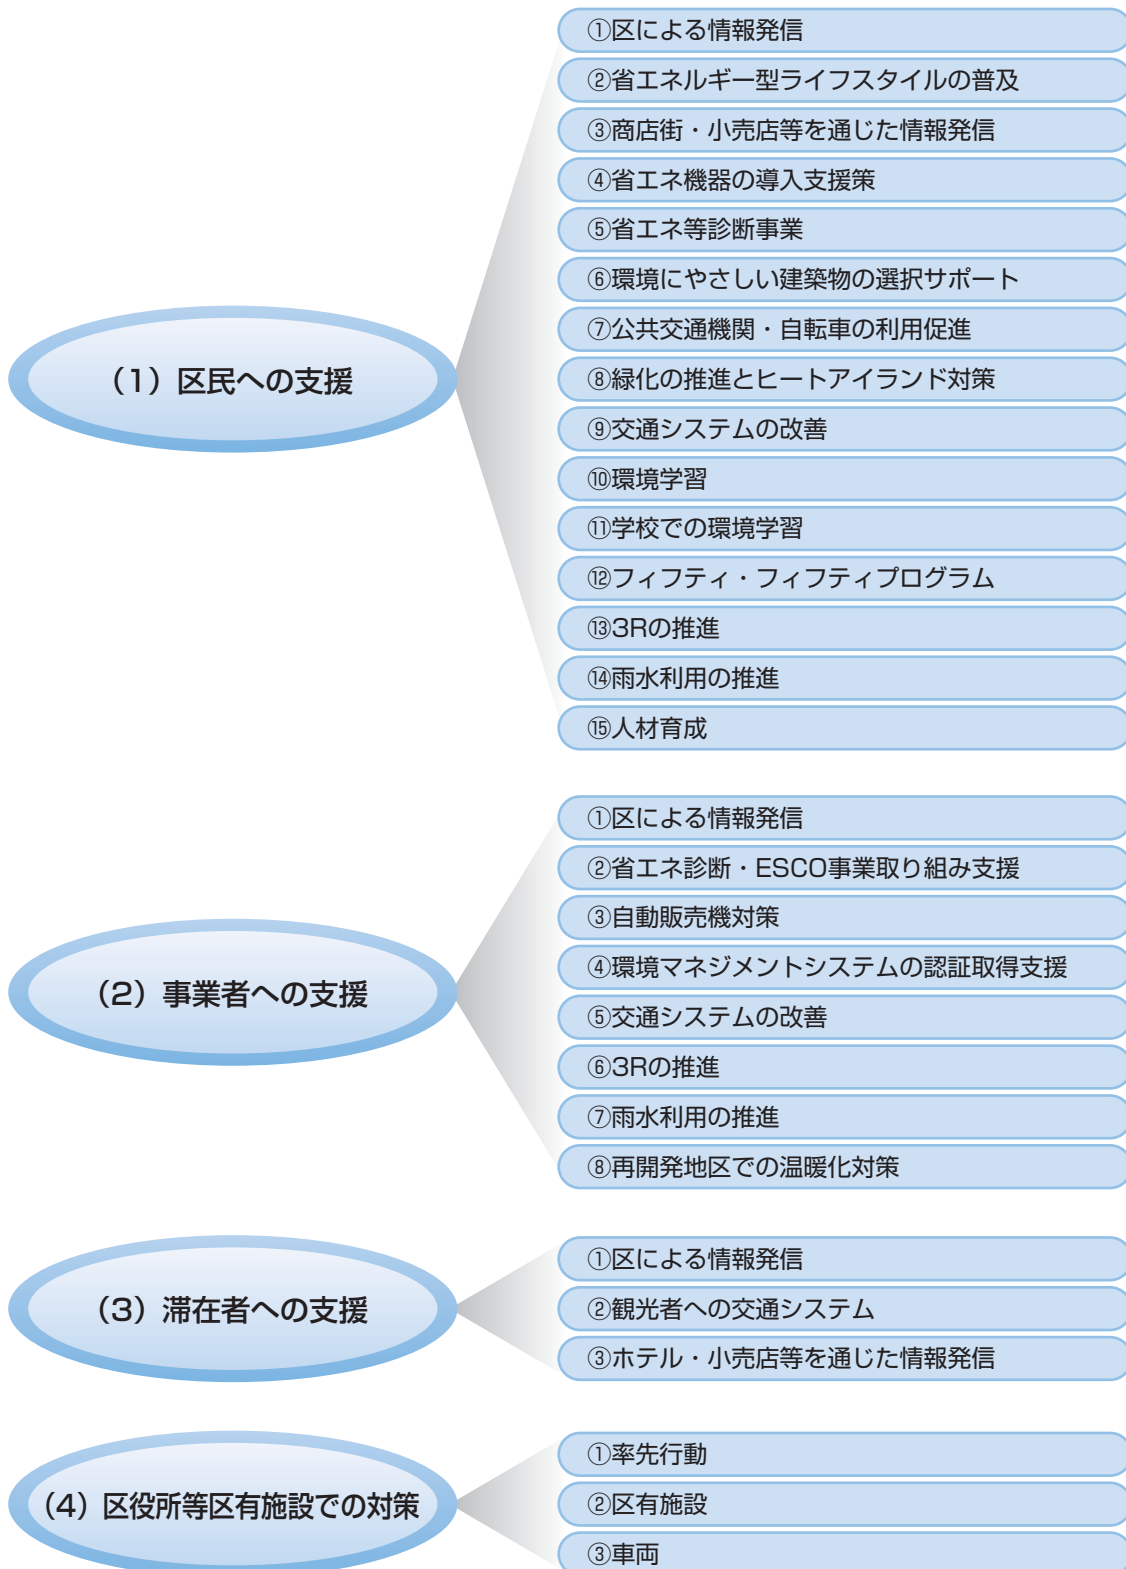 (1)区民への支援
①区による情報発信
②省エネルギー型ライフスタイルの普及
③商店街・小売店等を通じた情報発信
④省エネ機器の導入支援策
⑤省エネ等診断事業
⑥環境にやさしい建築物の選択サポート
⑦公共交通機関・自転車の利用促進
⑧緑化の推進とヒートアイランド対策
⑨交通システムの改善
⑩環境学習
⑪学校での環境学習
⑫フィフティ・フィフティプログラム
⑬3Rの推進
⑭雨水利用の推進
⑮人材育成
(2)事業者への支援
①区による情報発信
②省エネ診断・ESCO事業取り組み支援
③自動販売機対策
④環境マネジメントシステムの認証取得支援
⑤交通システムの改善
⑥3Rの推進
⑦雨水利用の推進
⑧再開発地区での温暖化対策
(3)滞在者への支援
①区による情報発信
②観光者への交通システム
③ホテル・小売店等を通じた情報発信
(4)区役所等区有施設での対策
①率先行動
②区有施設
③車両